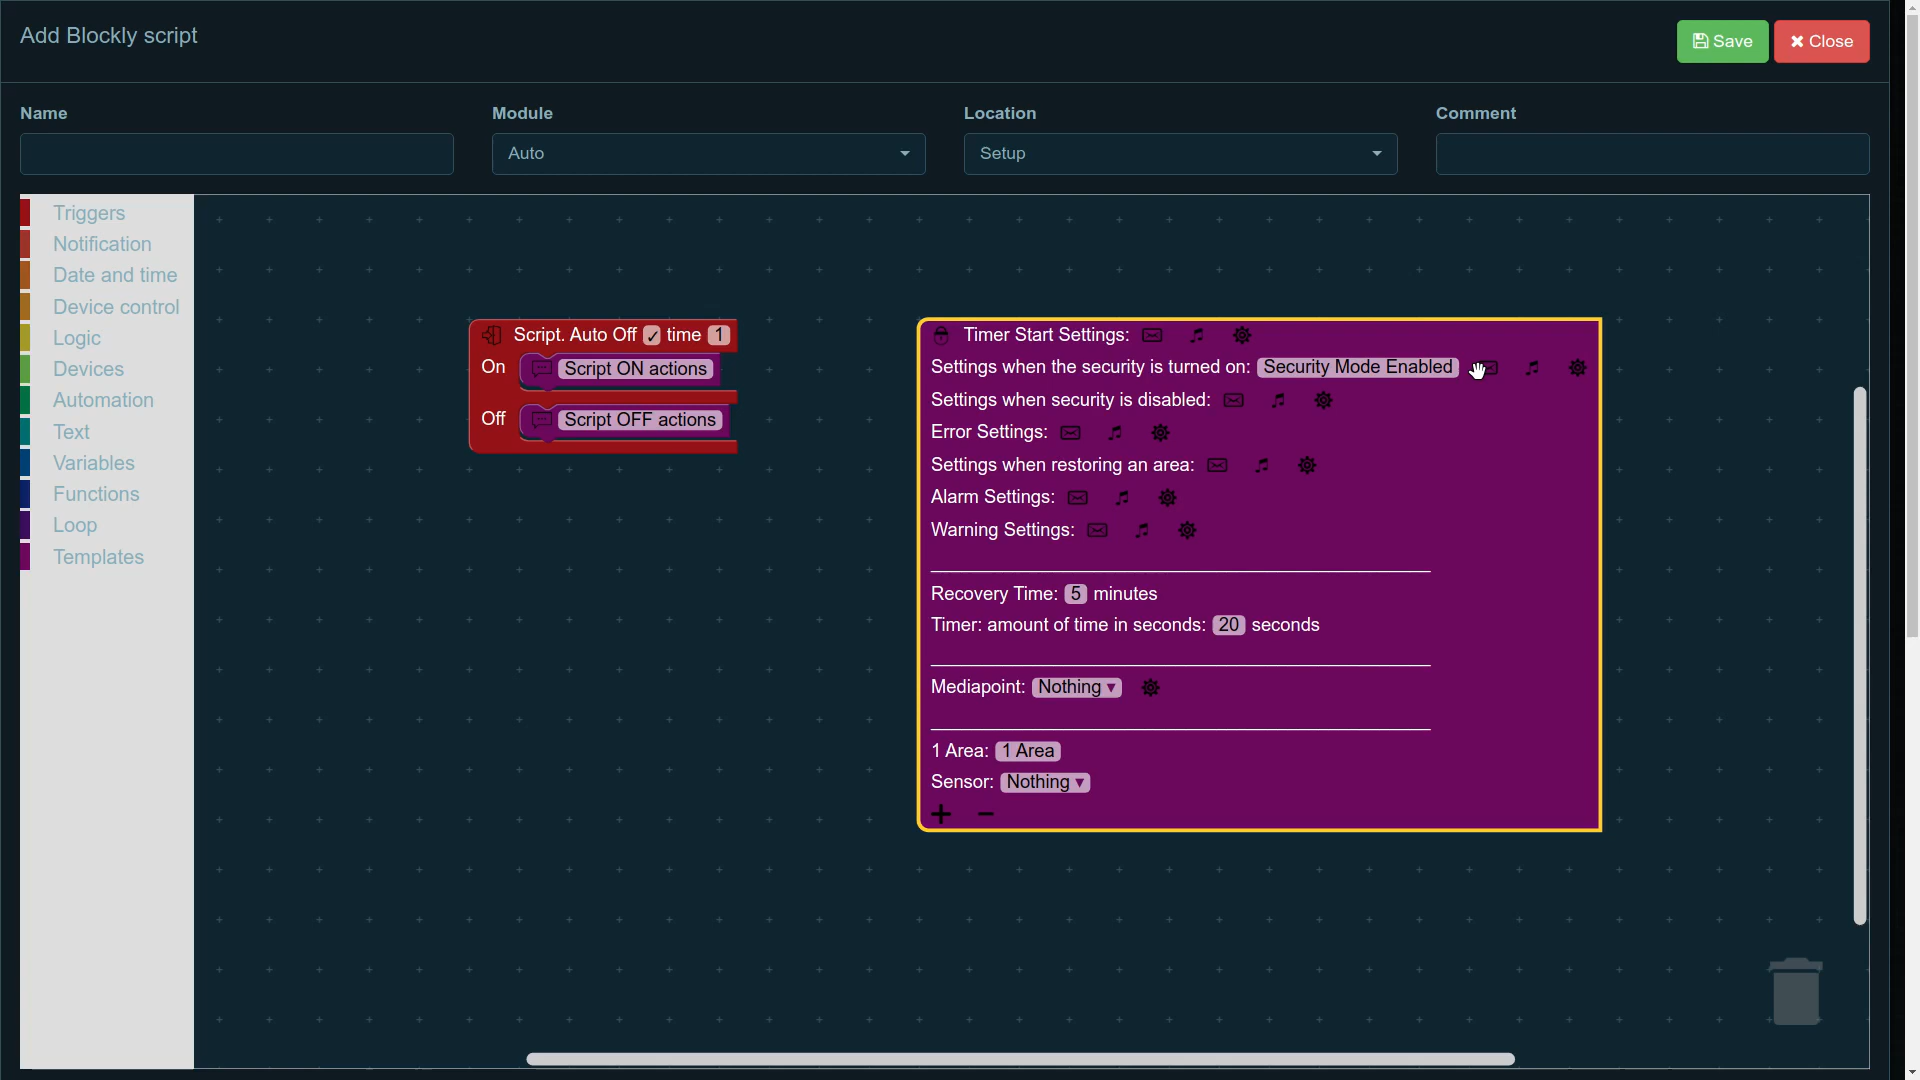 Add Blockly script
Save
Close
Name
Module
Location
Comment
Auto
Setup
Triggers
Notification
Date and time
Device control
Logic
Devices
Automation
Text
Variables
Functions
Loop
Templates
Script. Auto Off ✓ time 1
On Script ON actions
Off Script OFF actions
Timer Start Settings:
Settings when the security is turned on: Security Mode Enabled
Settings when security is disabled:
Error Settings:
Settings when restoring an area:
Alarm Settings:
Warning Settings:
Recovery Time: 5 minutes
Timer: amount of time in seconds: 20 seconds
Mediapoint: Nothing ▾
1 Area: 1 Area
Sensor: Nothing ▾